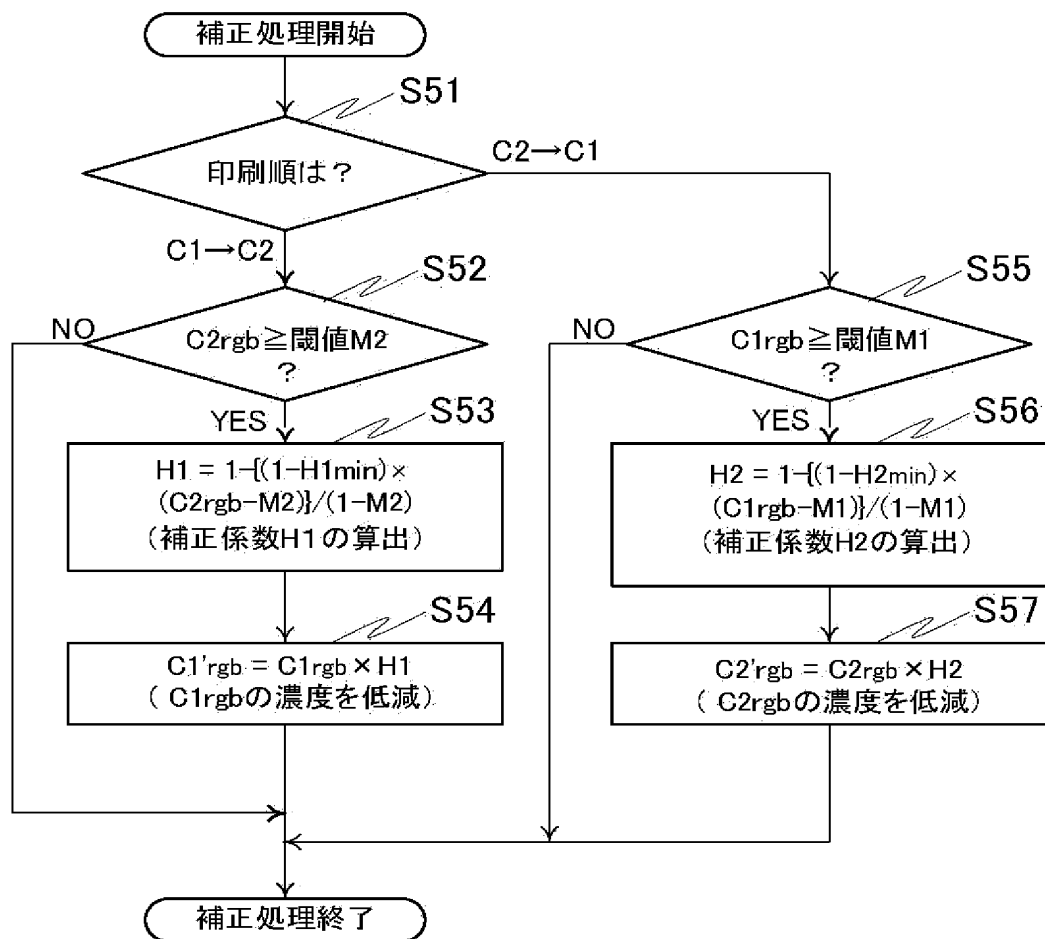 補正処理開始
S51
印刷順は？
C2→C1
C1→C2
S52
NO
C2rgb≧閾値M2
？
YES
S53
H1 = 1-{(1-H1min)×
(C2rgb-M2)}/(1-M2)
(補正係数H1の算出)
S54
C1'rgb = C1rgb × H1
( C1rgbの濃度を低減)
S55
NO
C1rgb≧閾値M1
？
YES
S56
H2 = 1-{(1-H2min)×
(C1rgb-M1)}/(1-M1)
(補正係数H2の算出)
S57
C2'rgb = C2rgb × H2
( C2rgbの濃度を低減)
補正処理終了